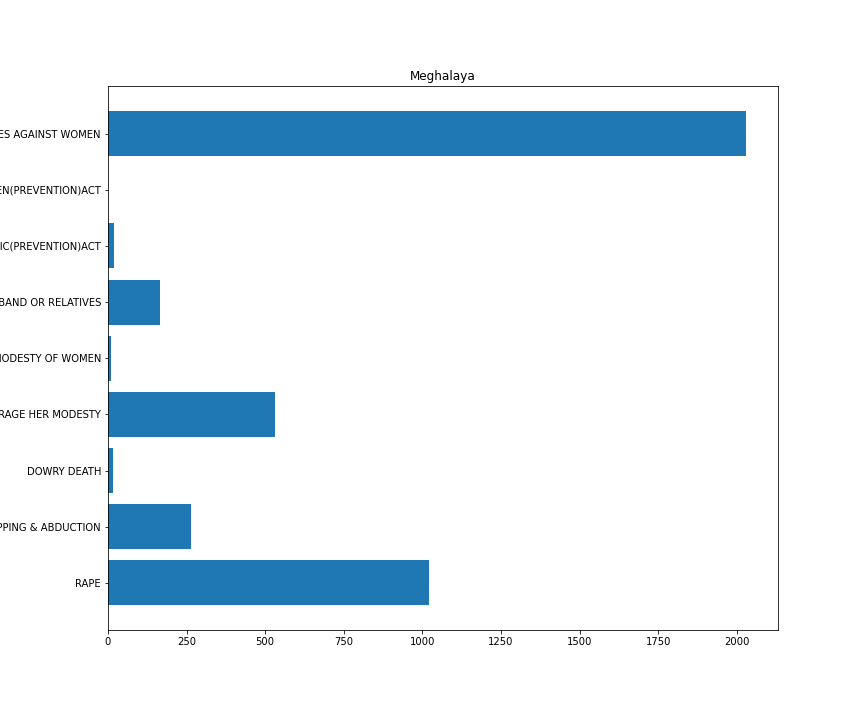 Meghalaya
ES AGAINST WOMEN
EN(PREVENTION)ACT
IC(PREVENTION)ACT
BAND OR RELATIVES
MODESTY OF WOMEN
RAGE HER MODESTY
DOWRY DEATH
PPING & ABDUCTION
RAPE
0 250 500 750 1000 1250 1500 1750 2000